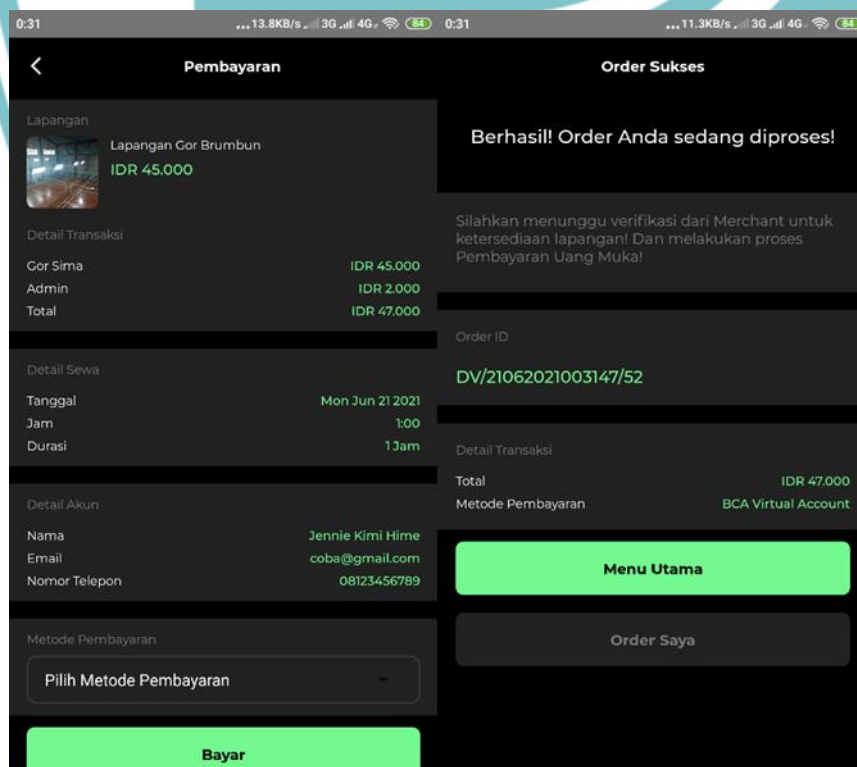 0:31
...13.8KB/s 3G 4G 84
Pembayaran
Lapangan
Lapangan Gor Brumbun
IDR 45.000
Detail Transaksi
Gor Sima IDR 45.000
Admin IDR 2.000
Total IDR 47.000
Detail Sewa
Tanggal Mon Jun 21 2021
Jam 1:00
Durasi 1 Jam
Detail Akun
Nama Jennie Kimi Hime
Email coba@gmail.com
Nomor Telepon 08123456789
Metode Pembayaran
Pilih Metode Pembayaran
Bayar
0:31
...11.3KB/s 3G 4G 84
Order Sukses
Berhasil! Order Anda sedang diproses!
Silahkan menunggu verifikasi dari Merchant untuk
ketersediaan lapangan! Dan melakukan proses
Pembayaran Uang Muka!
Order ID
DV/21062021003147/52
Detail Transaksi
Total IDR 47.000
Metode Pembayaran BCA Virtual Account
Menu Utama
Order Saya